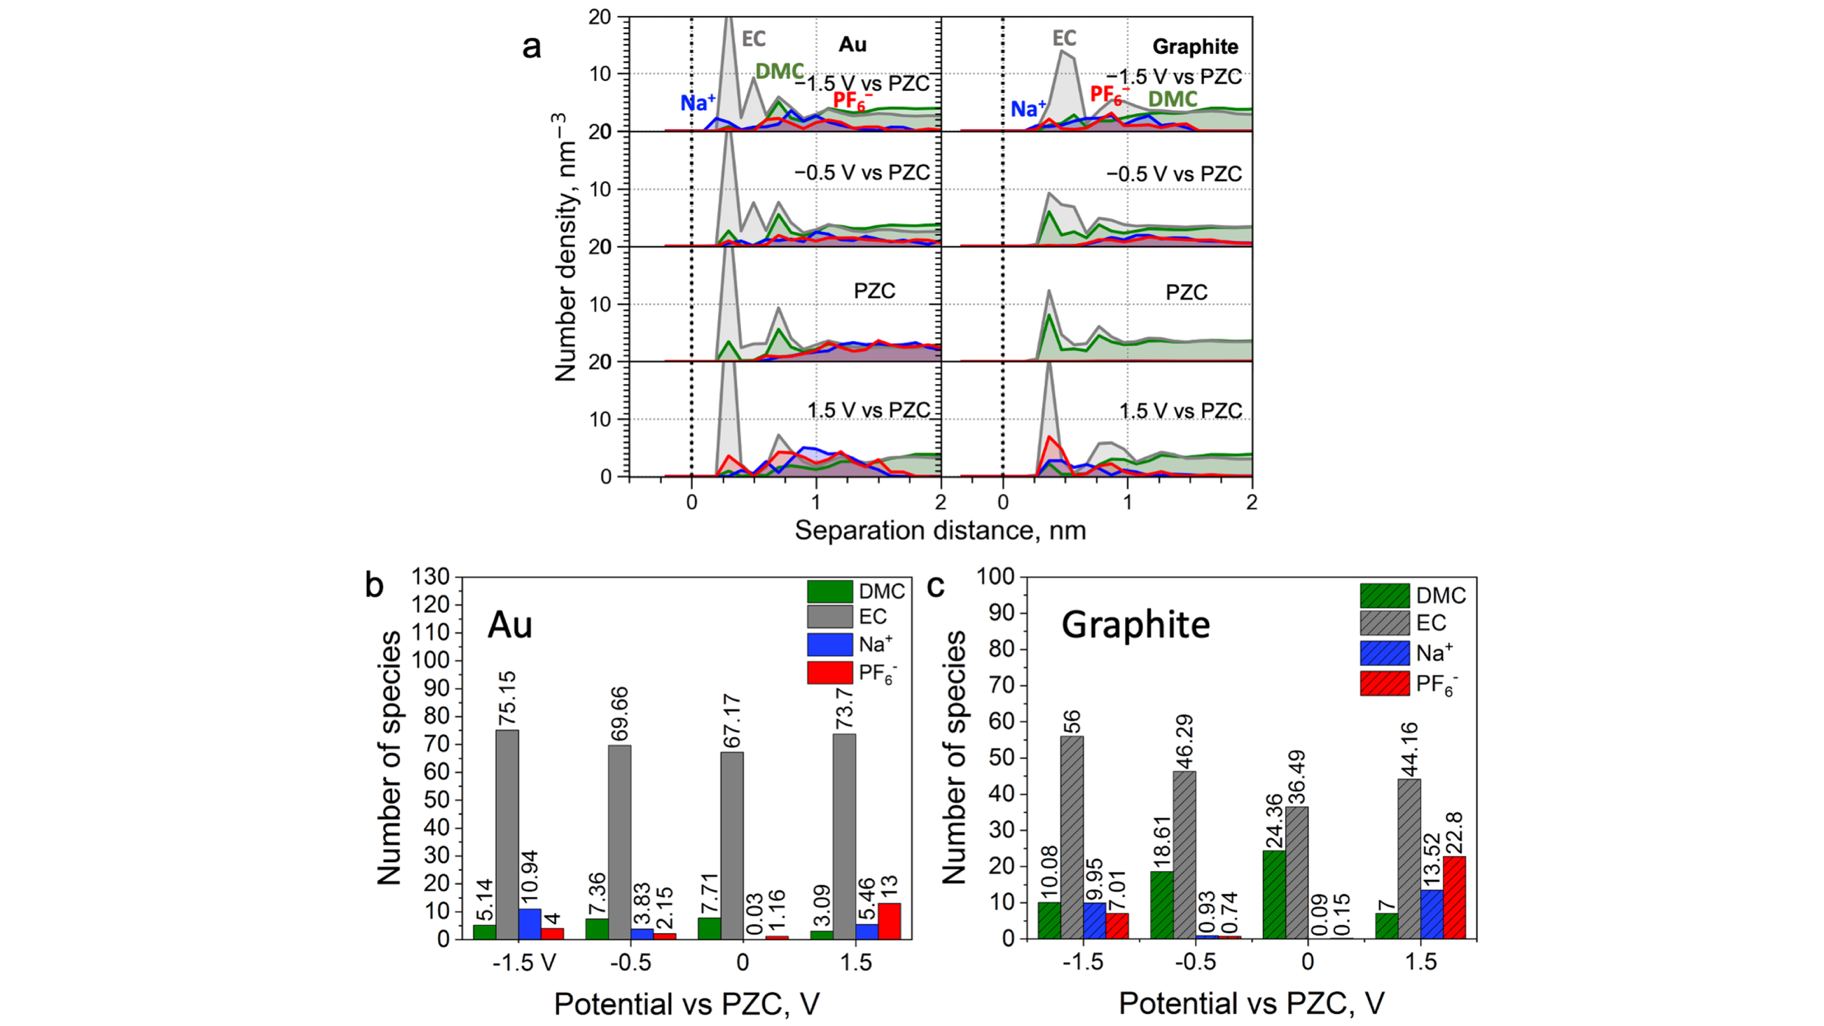 a
Number density, nm−3
20
10
20
10
20
10
20
10
0
EC
Au
DMC
−1.5 V vs PZC
Na+
PF6−
−0.5 V vs PZC
PZC
1.5 V vs PZC
0 1 2
EC
Graphite
−1.5 V vs PZC
PF6−
DMC
Na+
−0.5 V vs PZC
PZC
1.5 V vs PZC
0 1 2
Separation distance, nm
b
Number of species
130
120
110
100
90
80
70
60
50
40
30
20
10
0
Au
DMC
EC
Na+
PF6-
5.14 75.15 10.94 4
7.36 69.66 3.83 2.15
7.71 67.17 0.03 1.16
3.09 73.7 5.46 13
-1.5 V -0.5 0 1.5
Potential vs PZC, V
c
Number of species
100
90
80
70
60
50
40
30
20
10
0
Graphite
DMC
EC
Na+
PF6-
10.08 56 9.95 7.01
18.61 46.29 0.93 0.74
24.36 36.49 0.09 0.15
7 44.16 13.52 22.8
-1.5 -0.5 0 1.5
Potential vs PZC, V